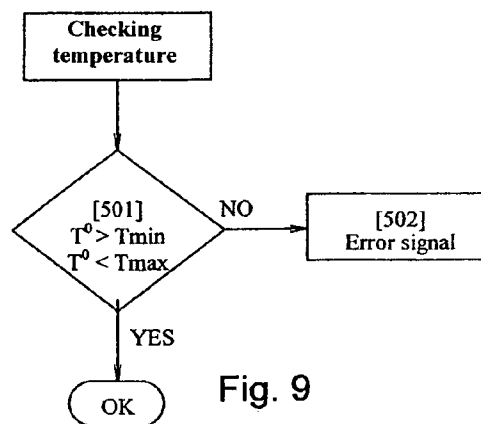 Checking
temperature
[501]
T⁰ > Tmin
T⁰ < Tmax
NO
[502]
Error signal
YES
OK
Fig. 9